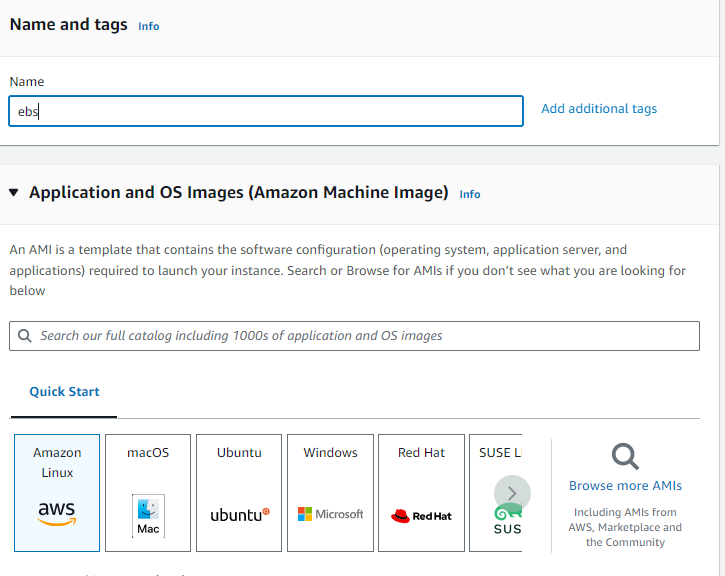 Name and tags Info
Name
ebs
Add additional tags
Application and OS Images (Amazon Machine Image) Info
An AMI is a template that contains the software configuration (operating system, application server, and
applications) required to launch your instance. Search or Browse for AMIs if you don't see what you are looking for
below
Search our full catalog including 1000s of application and OS images
Quick Start
Amazon
Linux
aws
macOS
Mac
Ubuntu
ubuntu
Windows
Microsoft
Red Hat
Red Hat
SUSE L
SUS
Browse more AMIs
Including AMIs from
AWS, Marketplace and
the Community